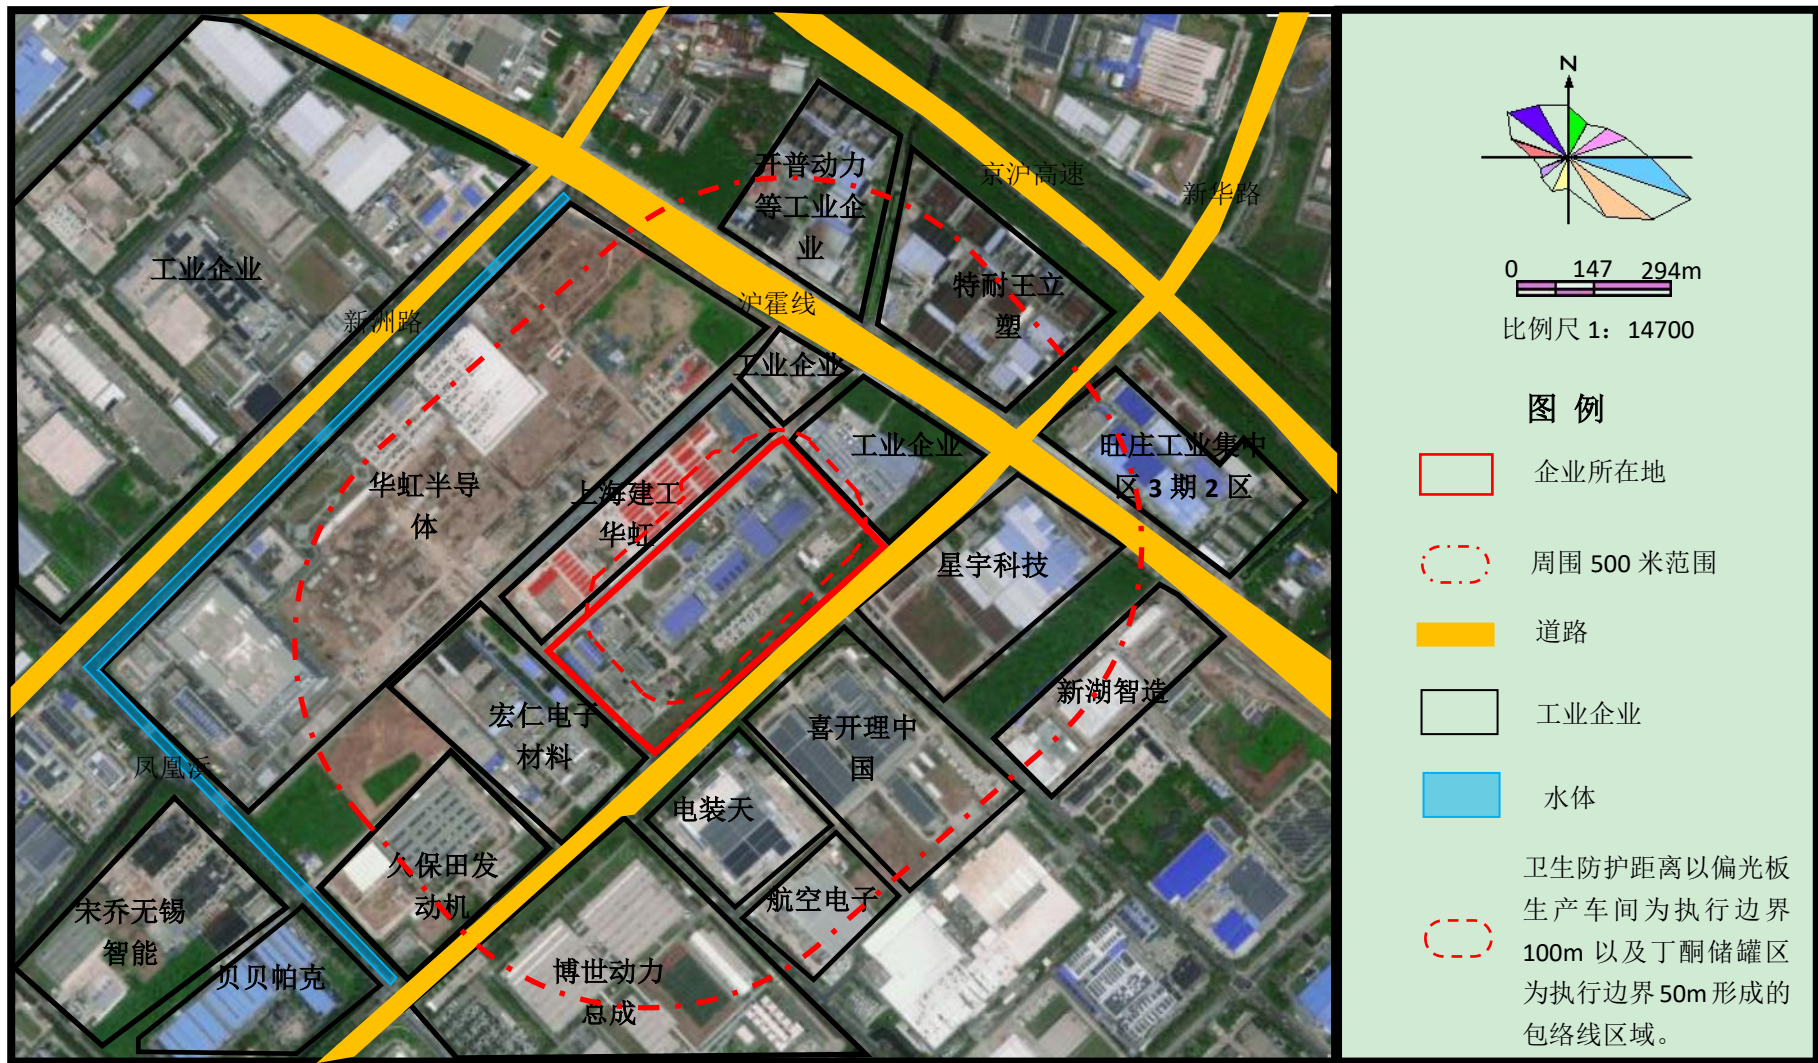 开普动力
等工业企
业
京沪高速
新华路
工业企业
特耐王立
塑
新洲路
沪霍线
工业企业
工业企业
旺庄工业集中
区 3 期 2 区
华虹半导
体
上海建工
华虹
星宇科技
新湖智造
宏仁电子
材料
喜开理中
国
凤凰浜
电装天
久保田发
动机
航空电子
宋乔无锡
智能
贝贝帕克
博世动力
总成
N
0 147 294m
比例尺 1：14700
图 例
企业所在地
周围 500 米范围
道路
工业企业
水体
卫生防护距离以偏光板
生产车间为执行边界
100m 以及丁酮储罐区
为执行边界 50m 形成的
包络线区域。